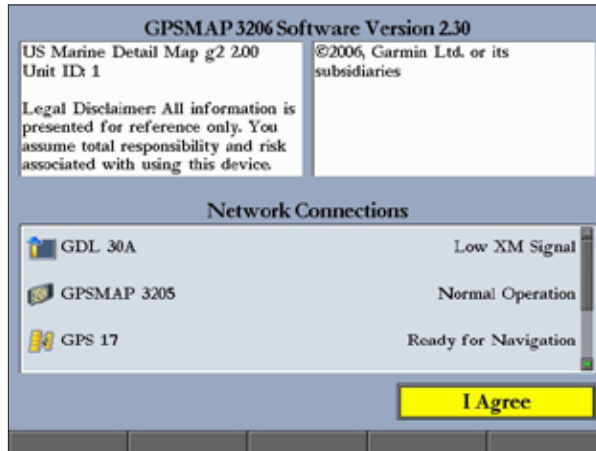 GPSMAP 3206 Software Version 2.30
US Marine Detail Map g2 2.00
Unit ID: 1
Legal Disclaimer: All information is
presented for reference only. You
assume total responsibility and risk
associated with using this device.
©2006, Garmin Ltd. or its
subsidiaries
Network Connections
GDL 30A Low XM Signal
GPSMAP 3205 Normal Operation
GPS 17 Ready for Navigation
I Agree